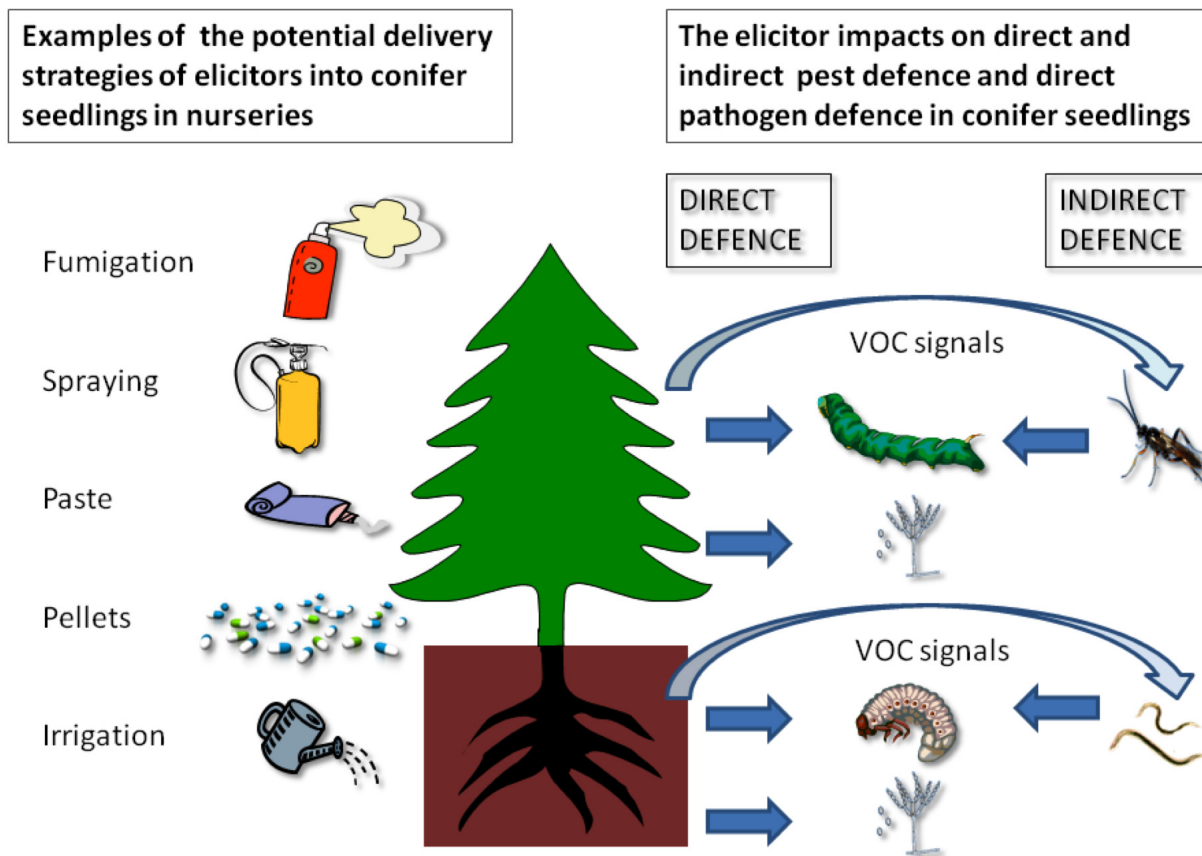 Examples of the potential delivery
strategies of elicitors into conifer
seedlings in nurseries
The elicitor impacts on direct and
indirect pest defence and direct
pathogen defence in conifer seedlings
DIRECT
DEFENCE
INDIRECT
DEFENCE
Fumigation
Spraying
Paste
Pellets
Irrigation
VOC signals
VOC signals